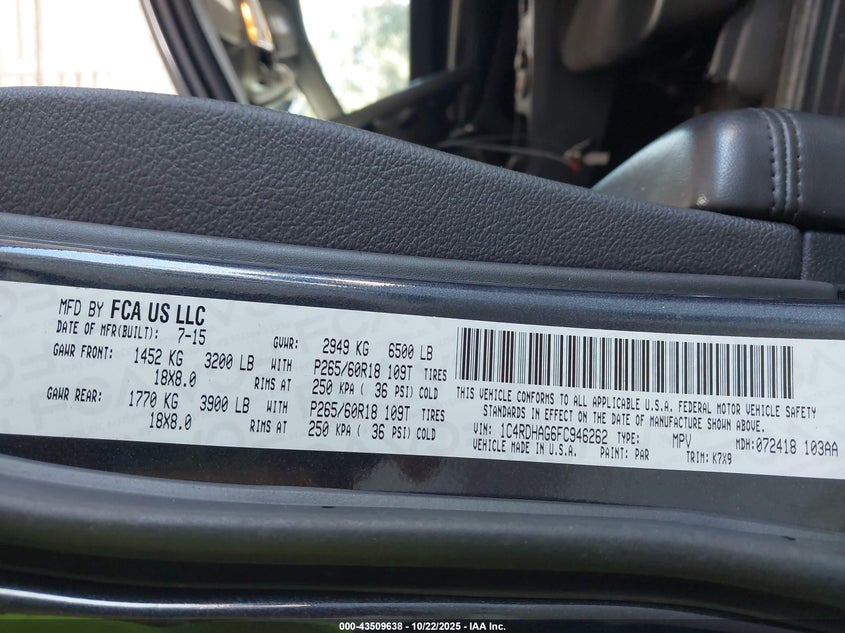 MFD BY FCA US LLC
DATE OF MFR(BUILT): 7-15 GVWR: 2949 KG 6500 LB
GAWR FRONT: 1452 KG 3200 LB WITH P265/60R18 109T TIRES
18X8.0 RIMS AT 250 KPA ( 36 PSI) COLD
GAWR REAR: 1770 KG 3900 LB WITH P265/60R18 109T TIRES
18X8.0 RIMS AT 250 KPA ( 36 PSI) COLD
THIS VEHICLE CONFORMS TO ALL APPLICABLE U.S.A. FEDERAL MOTOR VEHICLE SAFETY
STANDARDS IN EFFECT ON THE DATE OF MANUFACTURE SHOWN ABOVE.
VIN: 1C4RDHAG6FC946262 TYPE: MPV MDH:072418 103AA
VEHICLE MADE IN U.S.A. PAINT: PAR TRIM: K7X9
000-43509638 - 10/22/2025 - IAA Inc.